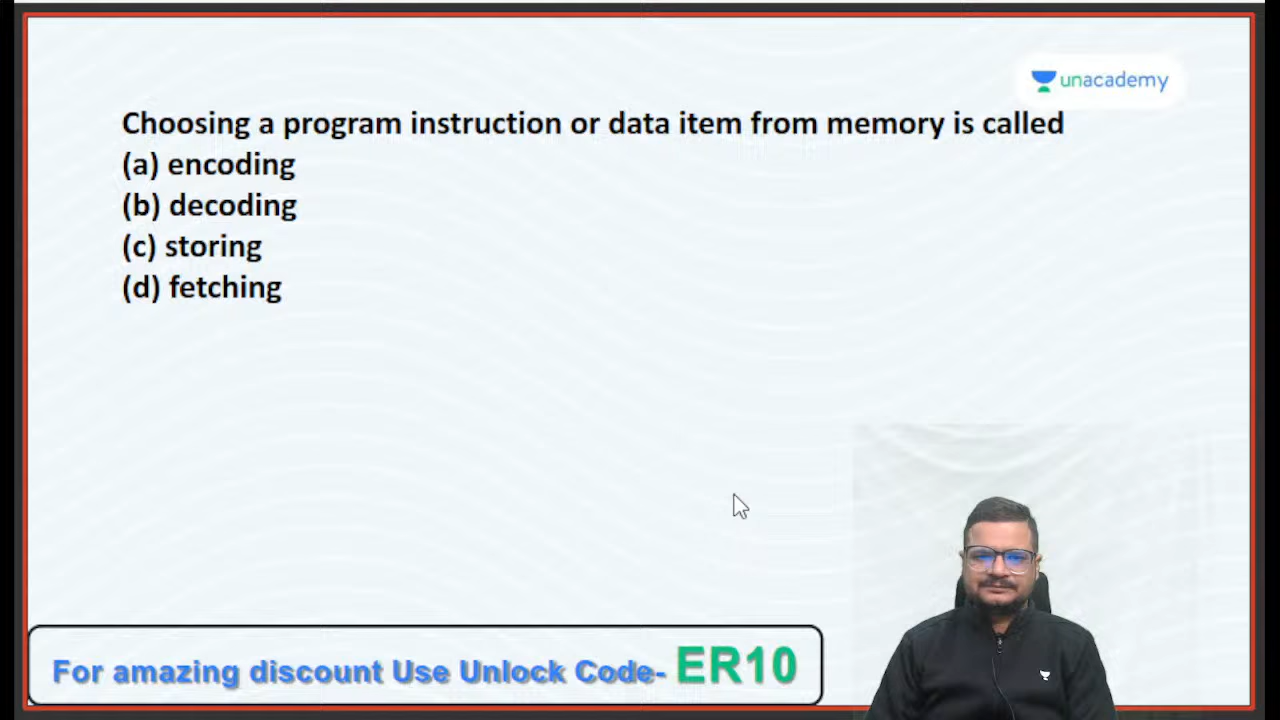 unacademy
Choosing a program instruction or data item from memory is called
(a) encoding
(b) decoding
(c) storing
(d) fetching
For amazing discount Use Unlock Code- ER10